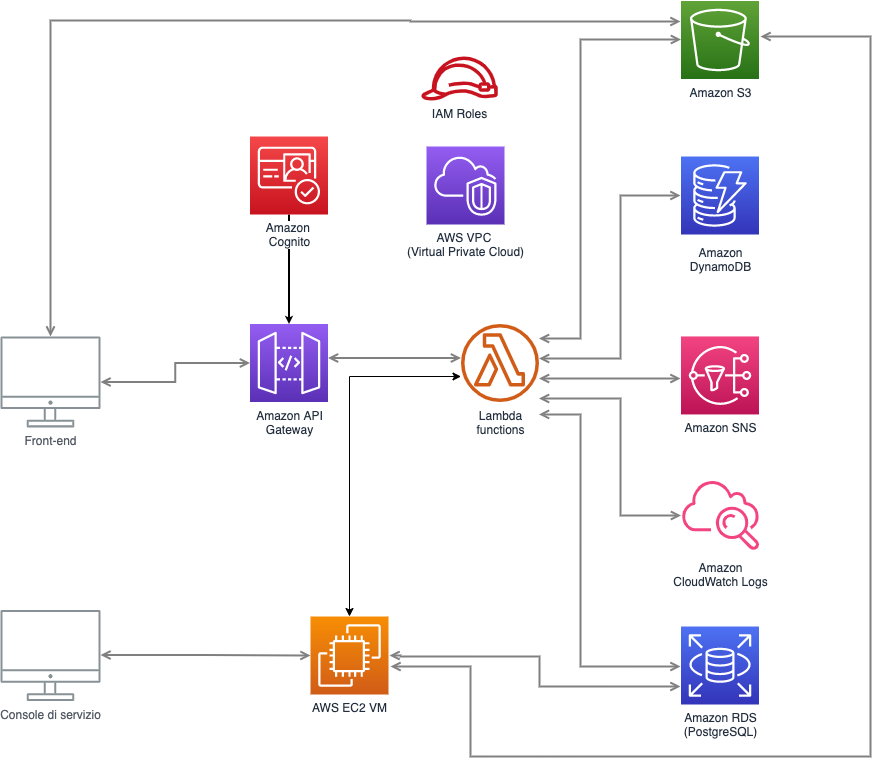 Amazon S3
IAM Roles
Amazon
Cognito
AWS VPC
(Virtual Private Cloud)
Amazon
DynamoDB
</>
Front-end
Amazon API
Gateway
Lambda
functions
Amazon SNS
Amazon
CloudWatch Logs
Console di servizio
AWS EC2 VM
Amazon RDS
(PostgreSQL)